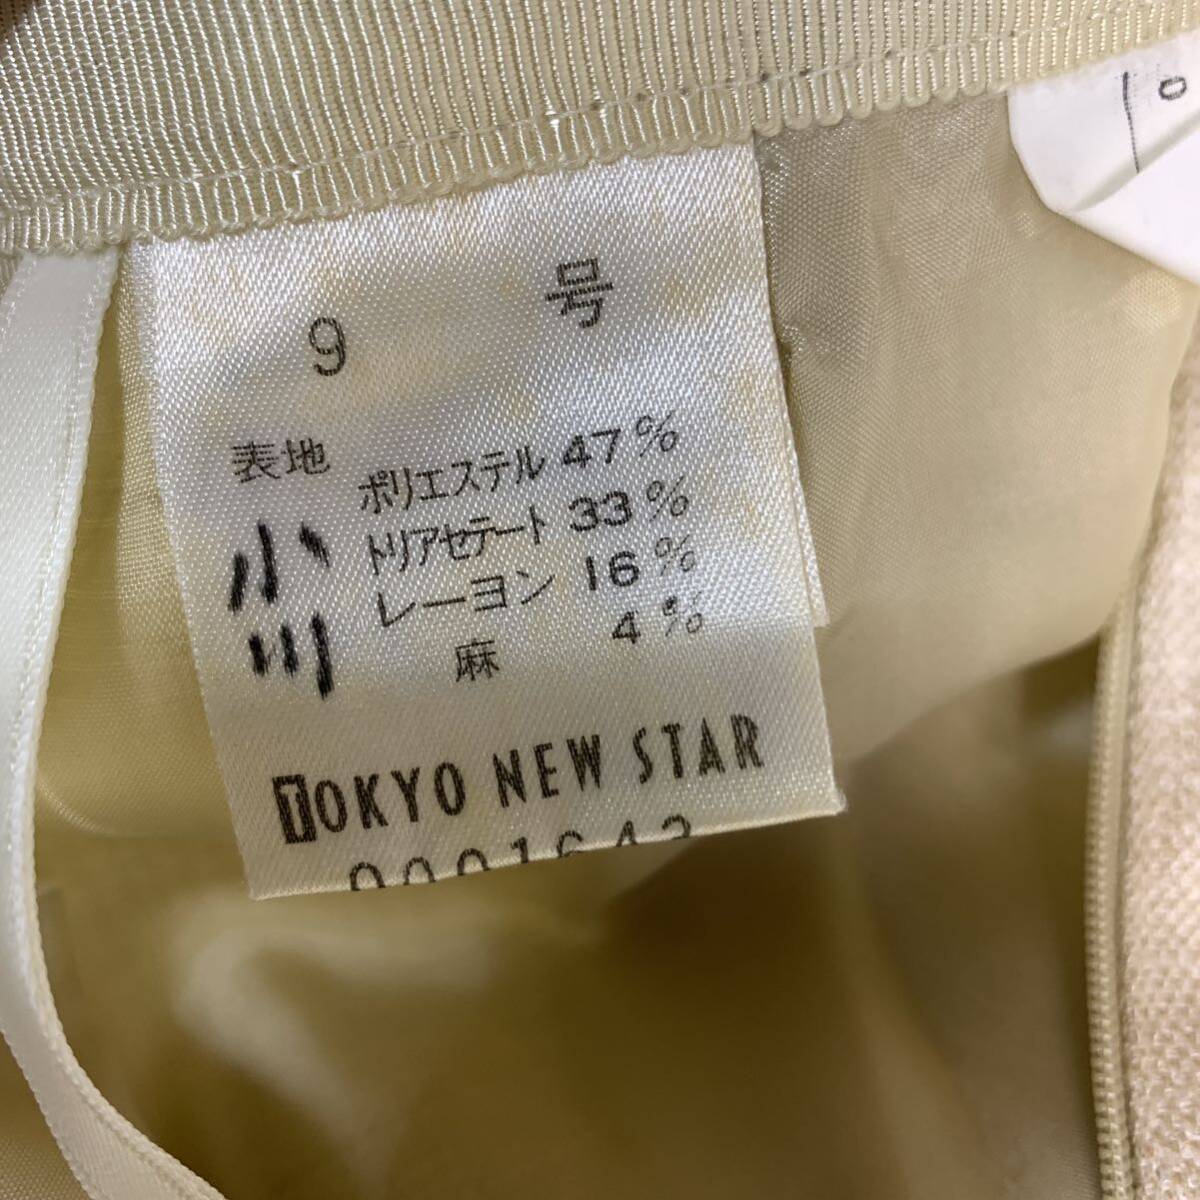 9 号
表地
ポリエステル 47%
トリアセテート 33%
レーヨン 16%
麻 4%
小川
TOKYO NEW STAR
0001643